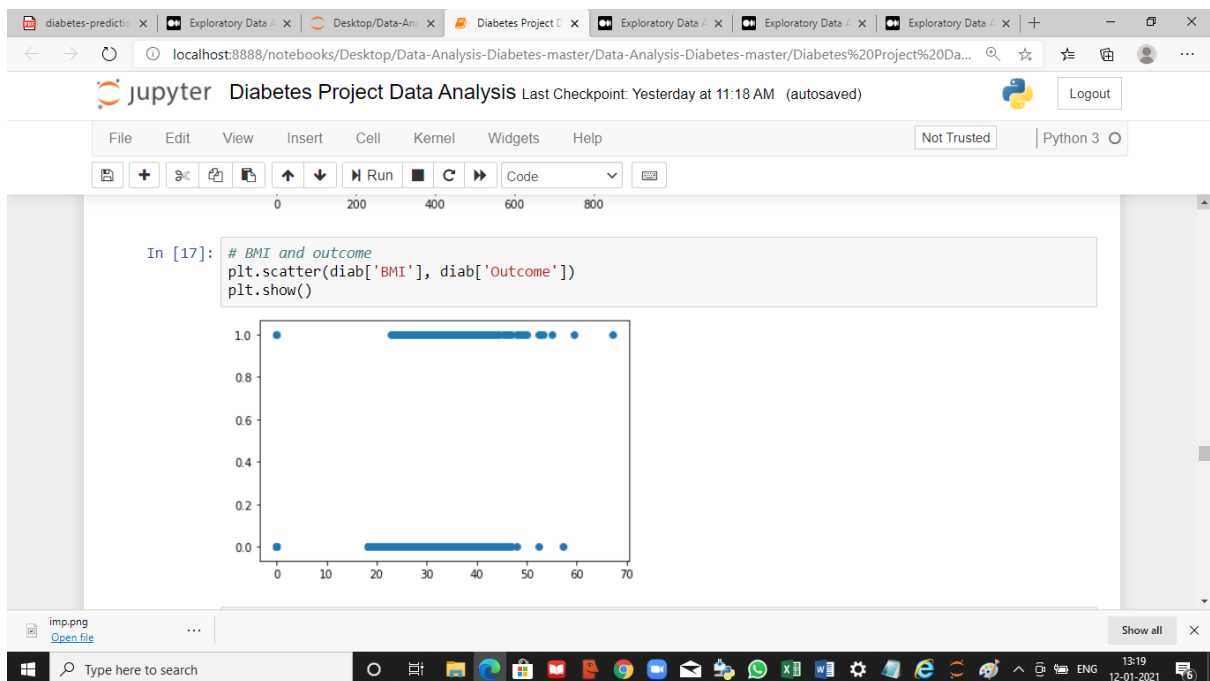 diabetes-predictic
Exploratory Data A
Desktop/Data-Ana
Diabetes Project D
Exploratory Data A
Exploratory Data A
Exploratory Data A
localhost:8888/notebooks/Desktop/Data-Analysis-Diabetes-master/Data-Analysis-Diabetes-master/Diabetes%20Project%20Da...
jupyter Diabetes Project Data Analysis Last Checkpoint: Yesterday at 11:18 AM (autosaved)
Logout
File Edit View Insert Cell Kernel Widgets Help
Not Trusted
Python 3
Run
Code
0 200 400 600 800
In [17]: # BMI and outcome
plt.scatter(diab['BMI'], diab['Outcome'])
plt.show()
1.0
0.8
0.6
0.4
0.2
0.0
0 10 20 30 40 50 60 70
imp.png
Open file
...
Show all
Type here to search
ENG
13:19
12-01-2021
6